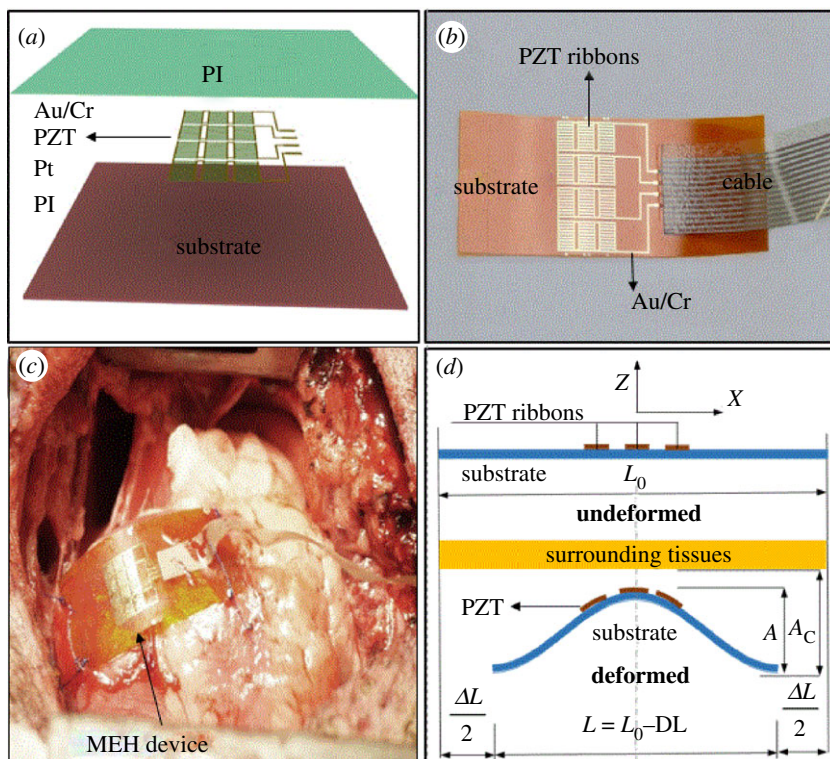 (a)
PI
Au/Cr
PZT
Pt
PI
substrate
(b)
PZT ribbons
substrate
cable
Au/Cr
(c)
MEH device
(d)
Z
X
PZT ribbons
substrate
L0
undeformed
surrounding tissues
PZT
substrate
A
AC
deformed
ΔL/2
L = L0–DL
ΔL/2